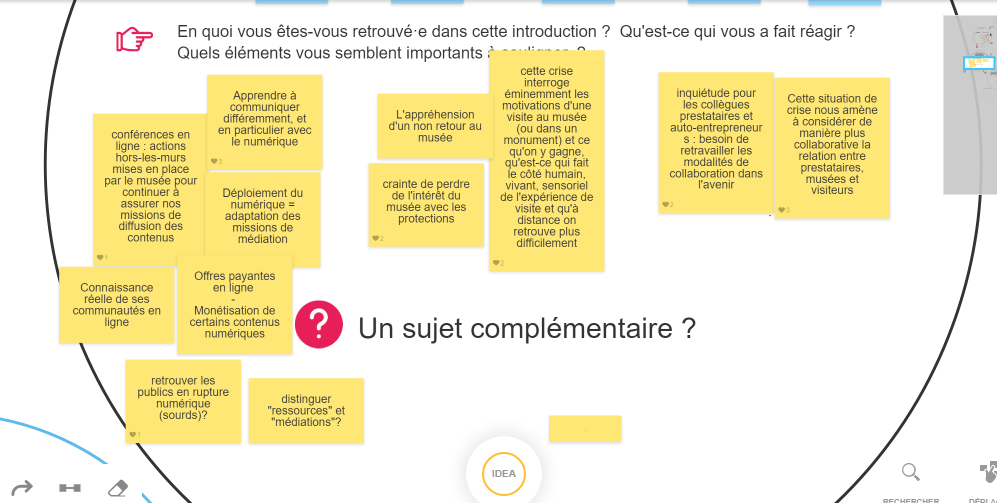 En quoi vous êtes-vous retrouvé·e dans cette introduction ?  Qu'est-ce qui vous a fait réagir ?
Quels éléments vous semblent importants à souligner  ?
Apprendre à
communiquer
différemment, et
en particulier avec
le numérique
3
conférences en
ligne : actions
hors-les-murs
mises en place
par le musée pour
continuer à
assurer nos
missions de
diffusion des
contenus
1
Déploiement du
numérique =
adaptation des
missions de
médiation
L'appréhension
d'un non retour au
musée
crainte de perdre
de l'intérêt du
musée avec les
protections
2
cette crise
interroge
éminemment les
motivations d'une
visite au musée
(ou dans un
monument) et ce
qu'on y gagne,
qu'est-ce qui fait
le côté humain,
vivant, sensoriel
de l'expérience de
visite et qu'à
distance on
retrouve plus
difficilement
2
inquiétude pour
les collègues
prestataires et
auto-entrepreneur
s : besoin de
retravailler les
modalités de
collaboration dans
l'avenir
2
Cette situation de
crise nous amène
à considérer de
manière plus
collaborative la
relation entre
prestataires,
musées et
visiteurs
3
Connaissance
réelle de ses
communautés en
ligne
Offres payantes
en ligne
-
Monétisation de
certains contenus
numériques
?
Un sujet complémentaire ?
retrouver les
publics en rupture
numérique
(sourds)?
1
distinguer
"ressources" et
"médiations"?
IDEA
RECHERCHER